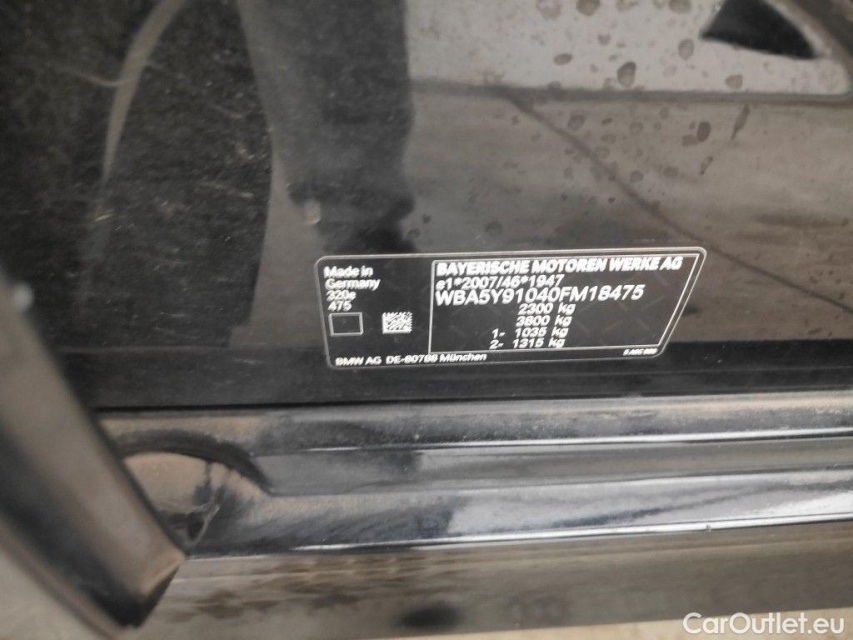 Made in
Germany
320e
475
BAYERISCHE MOTOREN WERKE AG
e1*2007/46*1947
WBA5Y91040FM18475
2300 kg
3800 kg
1- 1035 kg
2- 1315 kg
BMW AG DE-80788 München
CarOutlet.eu